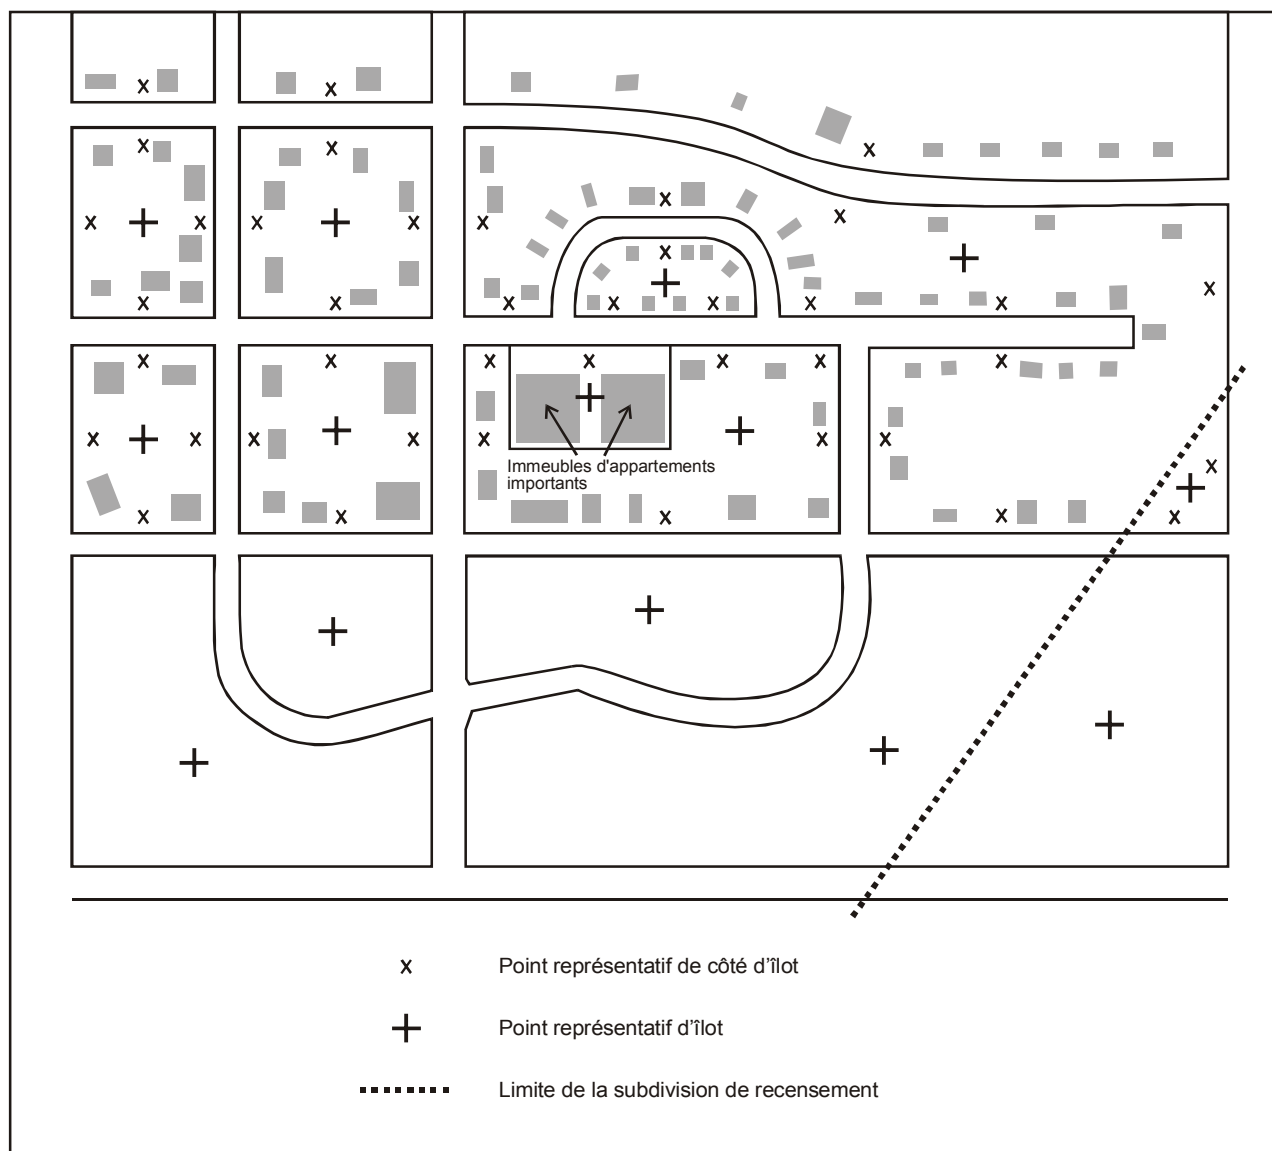 Immeubles d'appartements
importants
Point représentatif de côté d'îlot
Point représentatif d'îlot
Limite de la subdivision de recensement